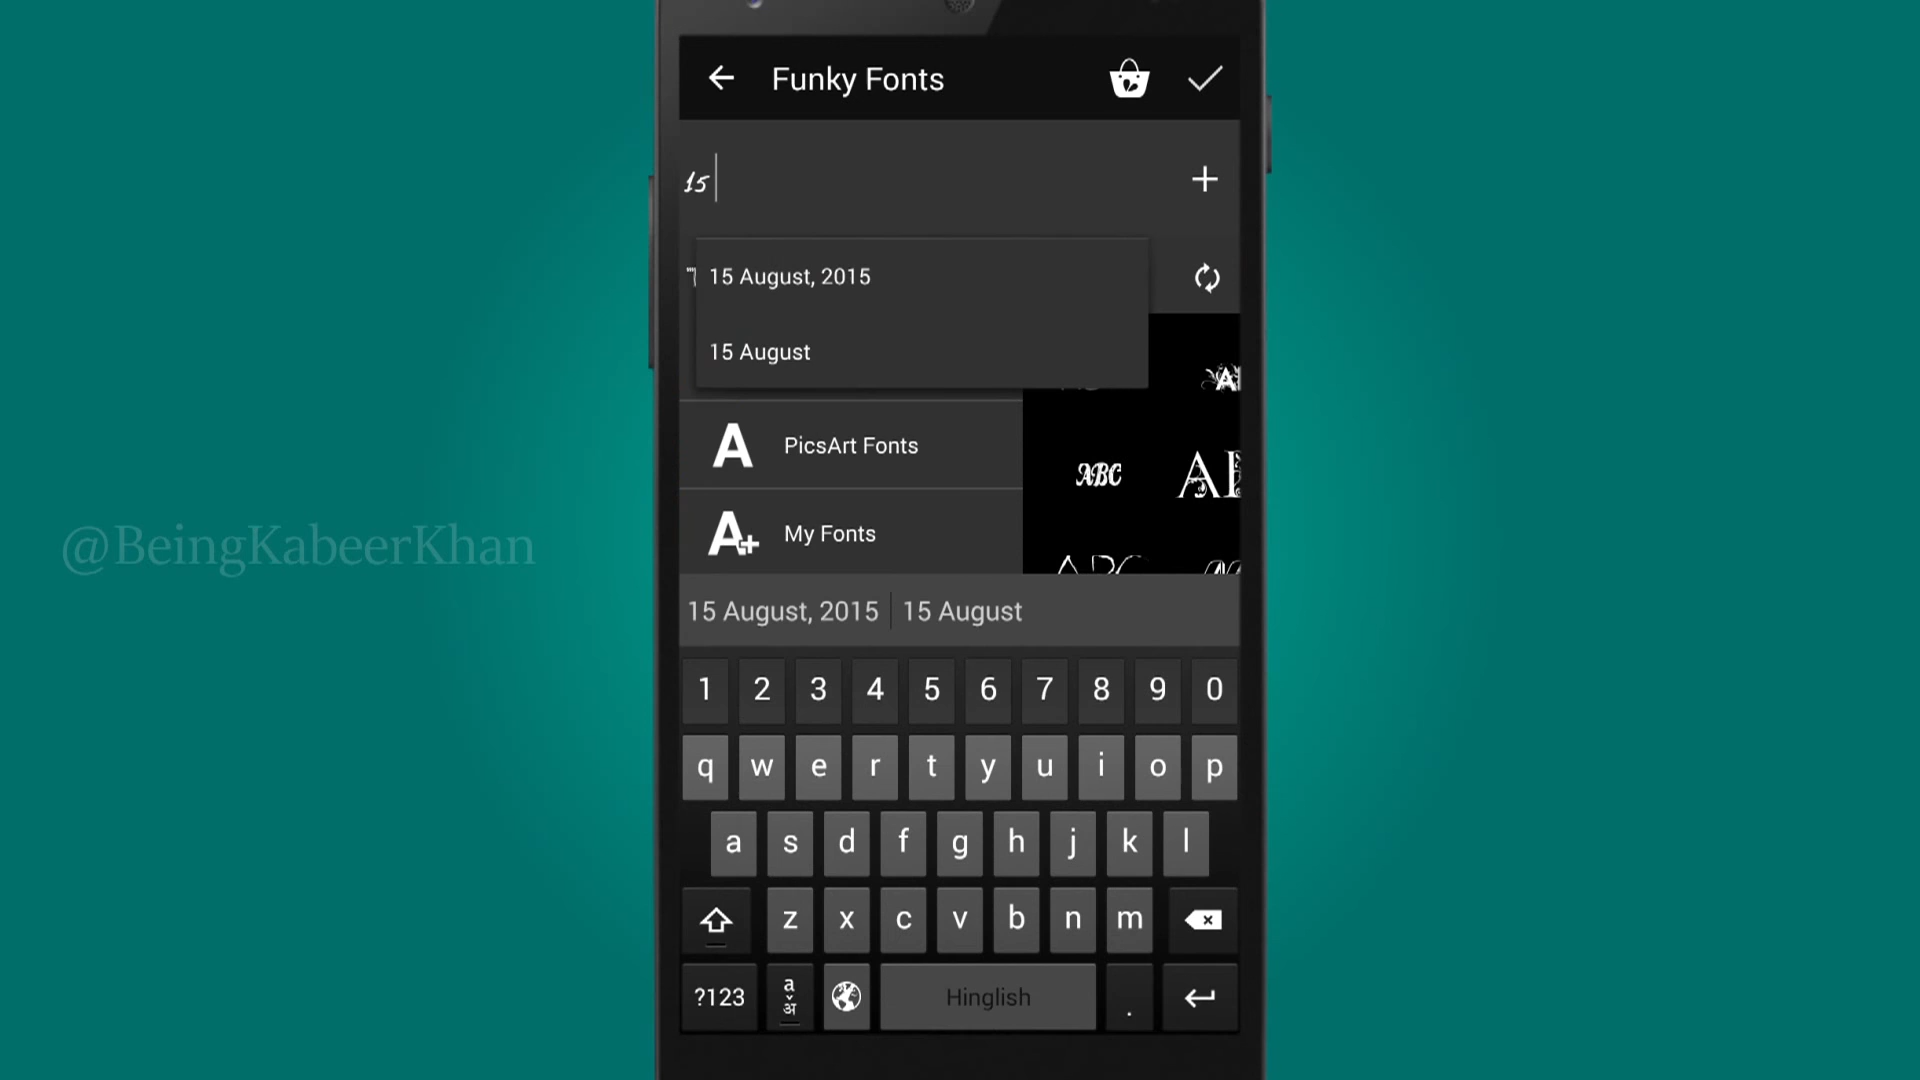 Funky Fonts
15
15 August, 2015
15 August
PicsArt Fonts
ABC
My Fonts
ABC
15 August, 2015 15 August
1 2 3 4 5 6 7 8 9 0
q w e r t y u i o p
a s d f g h j k l
z x c v b n m
?123 a अ Hinglish .
@BeingKabeerKhan